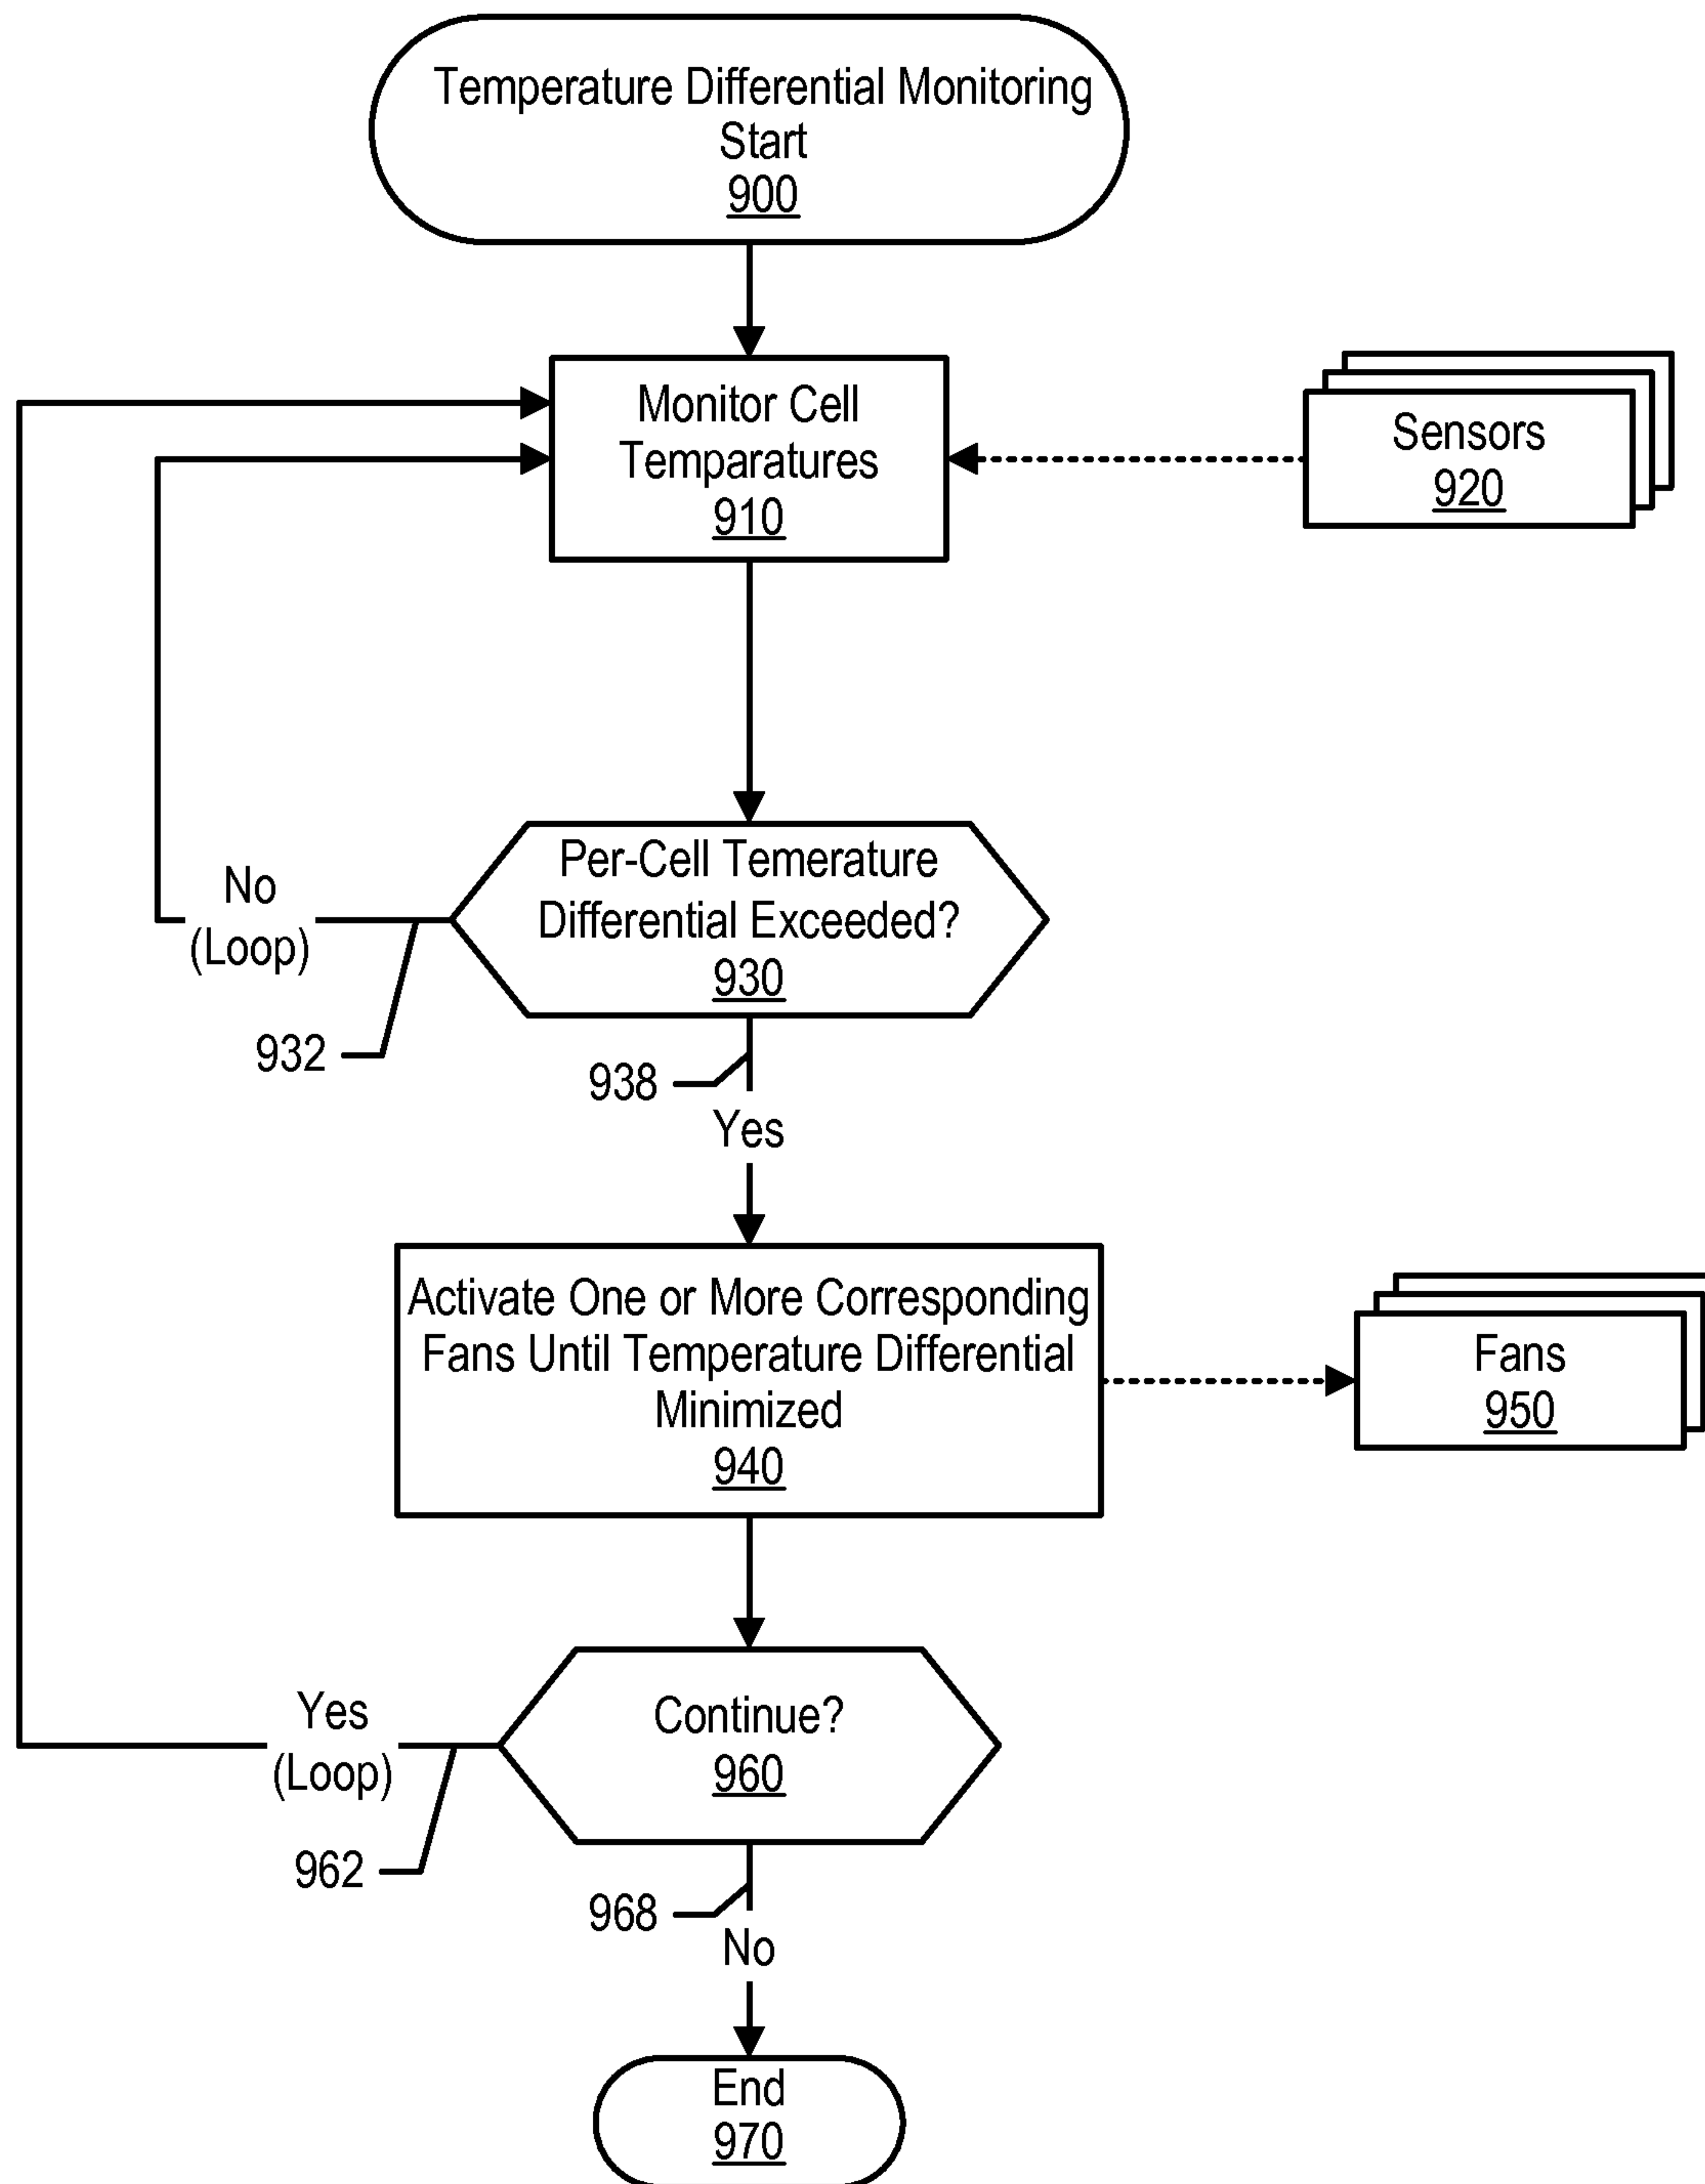 Temperature Differential Monitoring
Start
900
Monitor Cell
Temparatures
910
Sensors
920
Per-Cell Temerature
Differential Exceeded?
930
No
(Loop)
932
938
Yes
Activate One or More Corresponding
Fans Until Temperature Differential
Minimized
940
Fans
950
Continue?
960
Yes
(Loop)
962
968
No
End
970